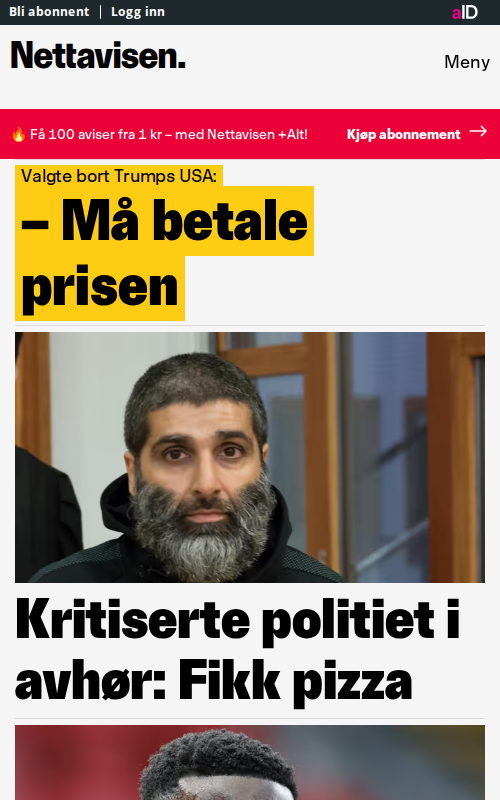 Bli abonnent
Logg inn
aID
Nettavisen.
Meny
🔥 Få 100 aviser fra 1 kr – med Nettavisen +Alt!
Kjøp abonnement →
Valgte bort Trumps USA:
– Må betale
prisen
Kritiserte politiet i
avhør: Fikk pizza